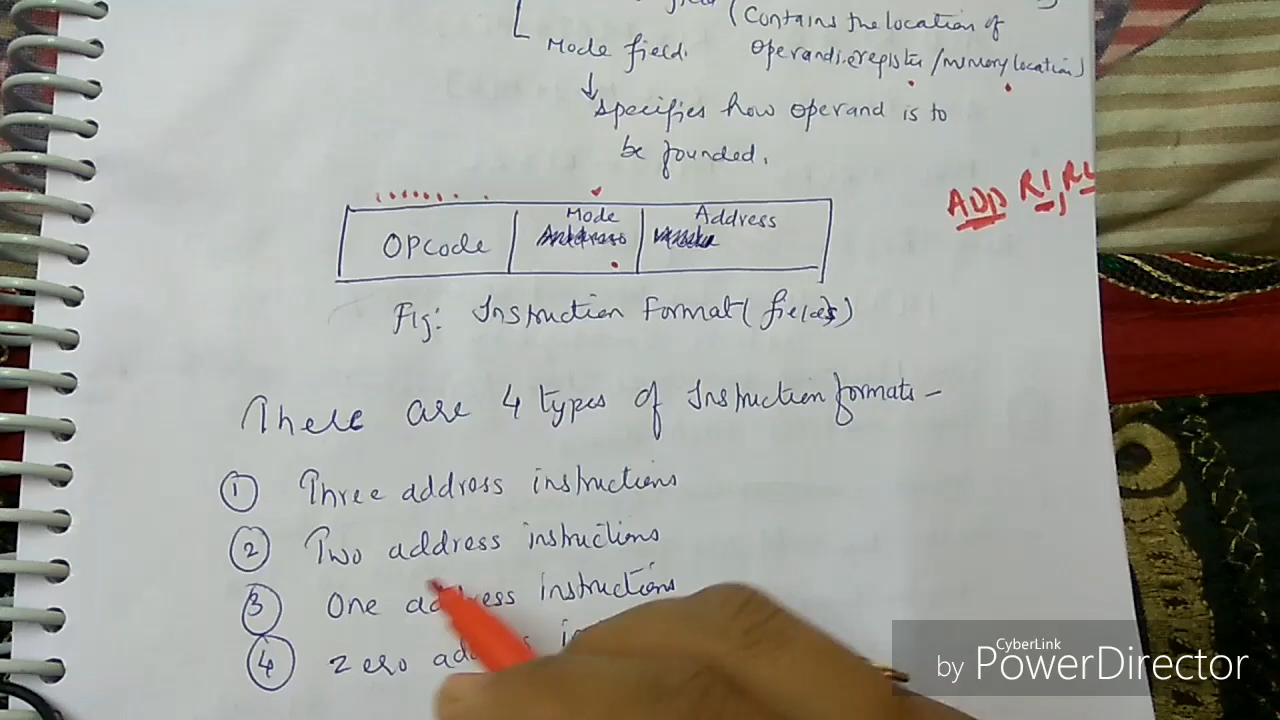 (Contains the location of
Mode field. operand i.e register/memory location)
specifies how operand is to
be founded.
ADD R1,
Mode Address
OPCode
Fig: Instruction Format (fields)
There are 4 types of Instruction formats-
① Three address instructions
② Two address instructions
③ One address instructions
④ Zero address
CyberLink
by PowerDirector